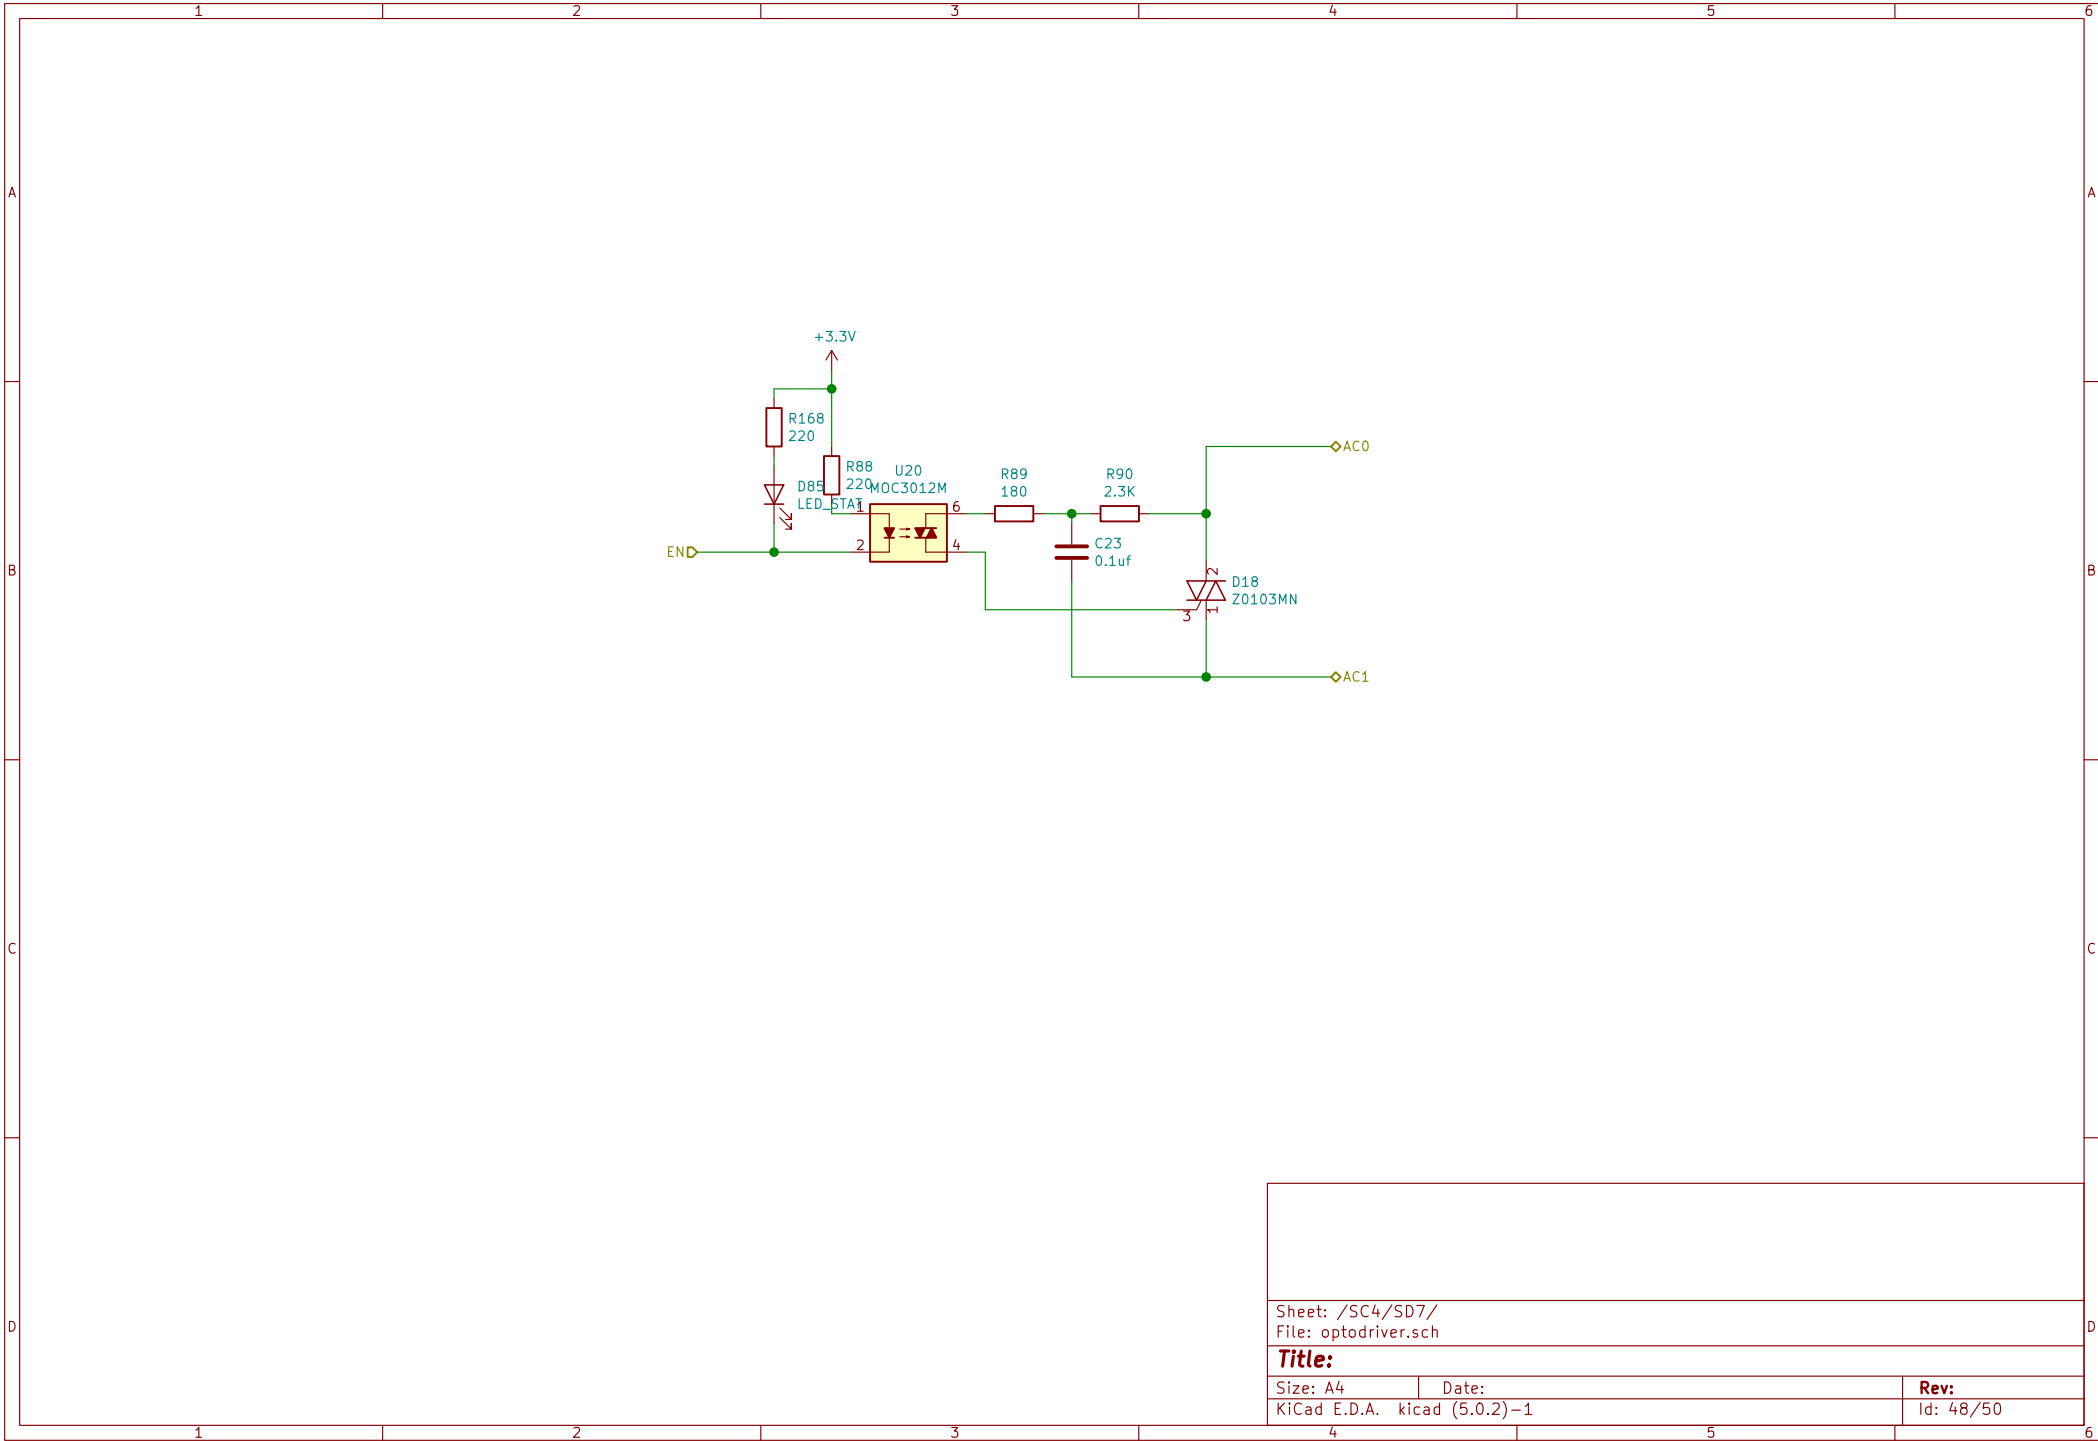 1 2 3 4 5 6
A A
+3.3V
R168
220
AC0
R88
220
U20
MOC3012M
R89
180
R90
2.3K
D85
LED_STAT
1 6
EN 2 4
C23
0.1uf
B B
2
D18
Z0103MN
3 1
AC1
C C
Sheet: /SC4/SD7/
File: optodriver.sch
D D
Title:
Size: A4 Date: Rev:
KiCad E.D.A. kicad (5.0.2)-1 Id: 48/50
1 2 3 4 5 6